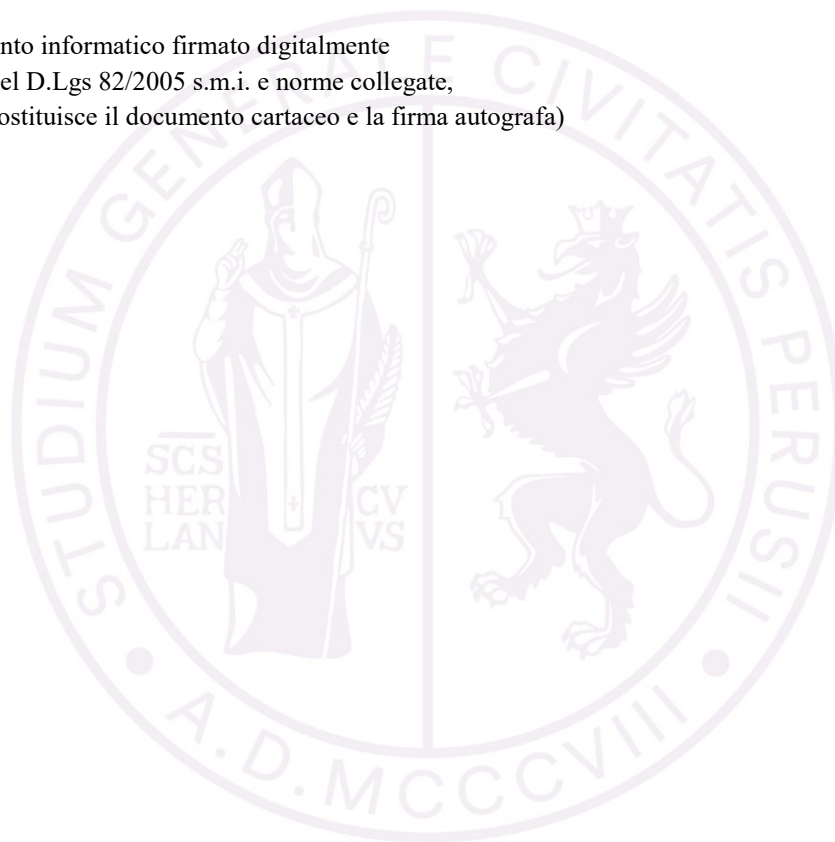 nto informatico firmato digitalmente
el D.Lgs 82/2005 s.m.i. e norme collegate,
ostituisce il documento cartaceo e la firma autografa)
STUDIUM GENERALE CIVITATIS PERUSII
SCS
HER
LAN
CV
VS
A.D. MCCCVIII